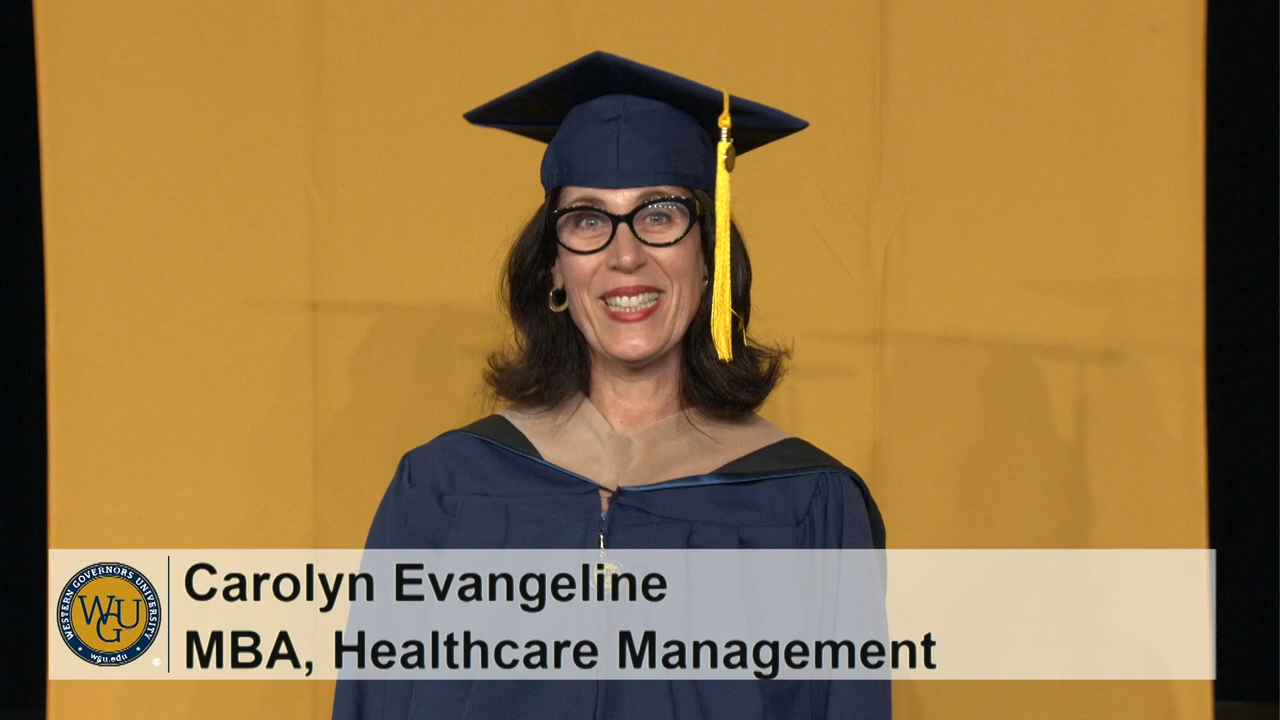 WESTERN GOVERNORS UNIVERSITY
WGU
wgu.edu
®
Carolyn Evangeline
MBA, Healthcare Management